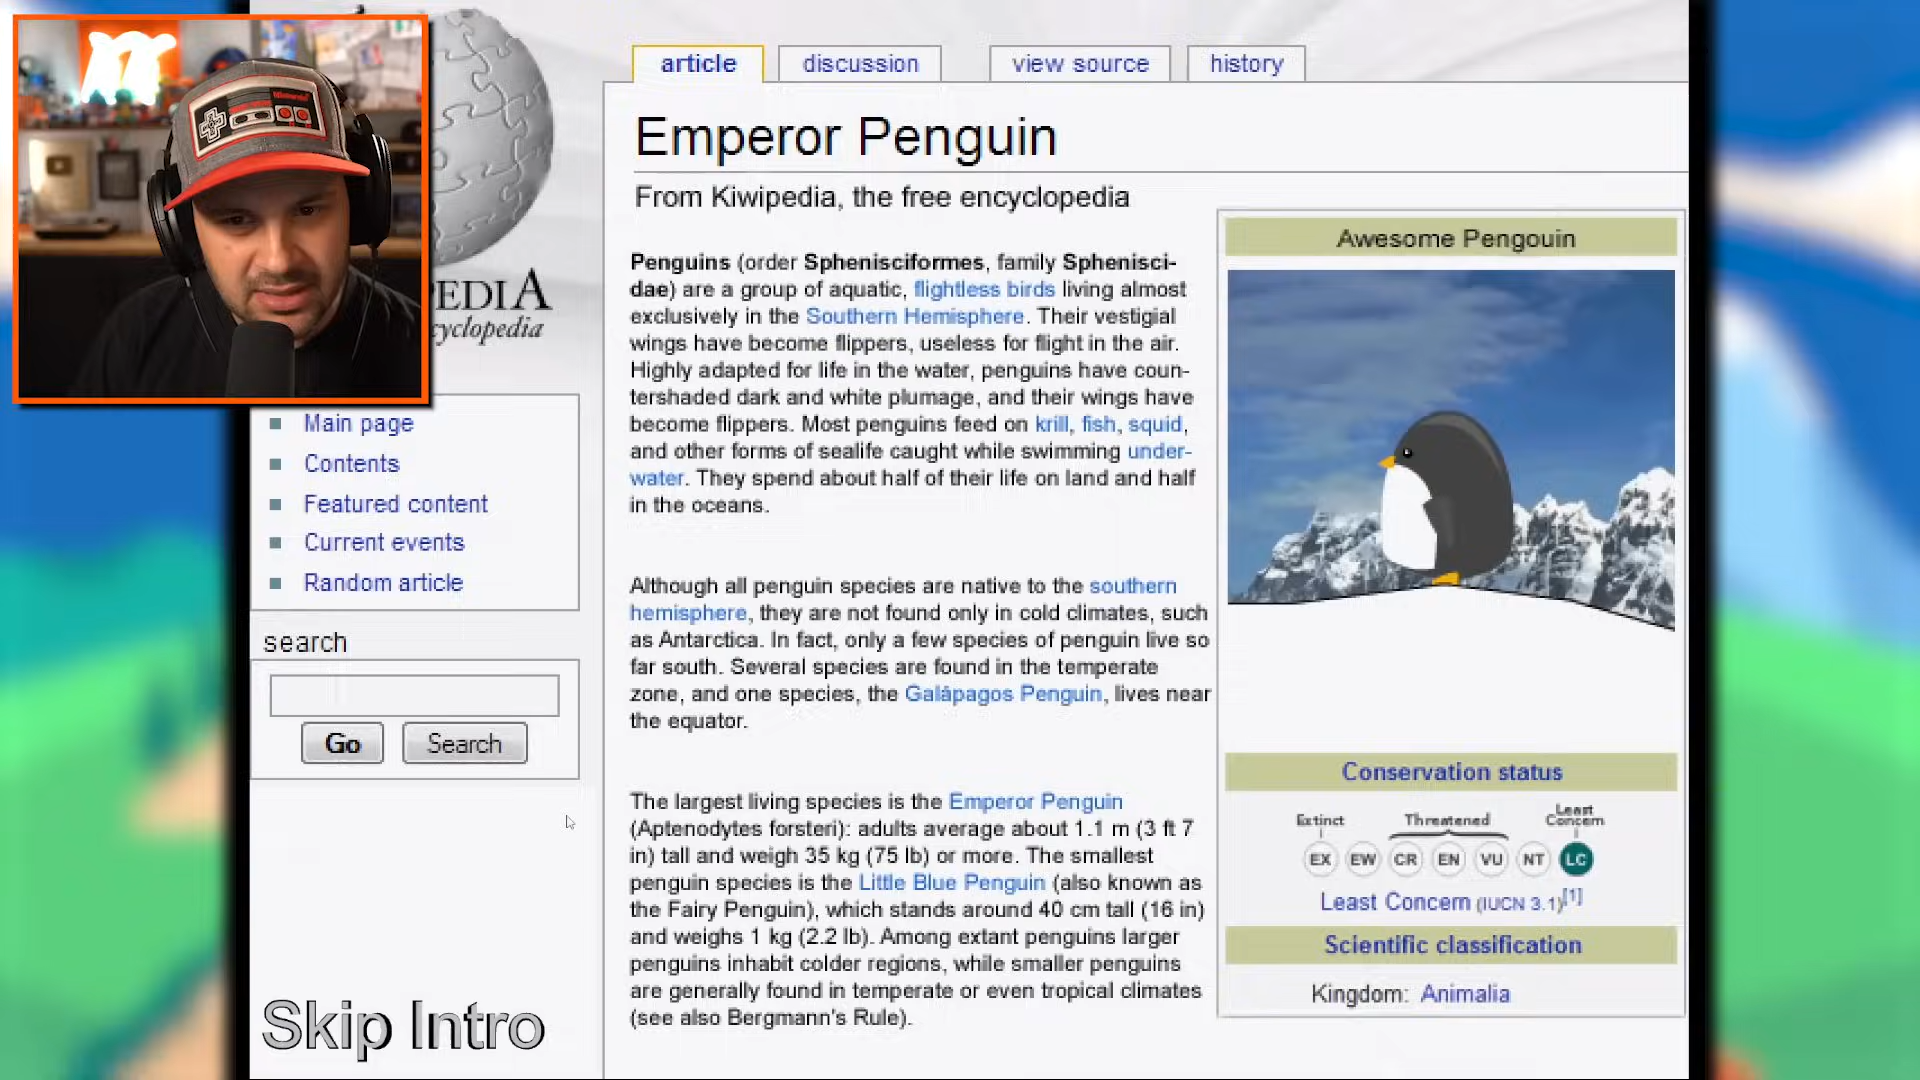 article
discussion
view source
history
Emperor Penguin
From Kiwipedia, the free encyclopedia
PEDIA
cyclopedia
Penguins (order Sphenisciformes, family Sphenisci-
dae) are a group of aquatic, flightless birds living almost
exclusively in the Southern Hemisphere. Their vestigial
wings have become flippers, useless for flight in the air.
Highly adapted for life in the water, penguins have coun-
tershaded dark and white plumage, and their wings have
become flippers. Most penguins feed on krill, fish, squid,
and other forms of sealife caught while swimming under-
water. They spend about half of their life on land and half
in the oceans.
Although all penguin species are native to the southern
hemisphere, they are not found only in cold climates, such
as Antarctica. In fact, only a few species of penguin live so
far south. Several species are found in the temperate
zone, and one species, the Galápagos Penguin, lives near
the equator.
The largest living species is the Emperor Penguin
(Aptenodytes forsteri): adults average about 1.1 m (3 ft 7
in) tall and weigh 35 kg (75 lb) or more. The smallest
penguin species is the Little Blue Penguin (also known as
the Fairy Penguin), which stands around 40 cm tall (16 in)
and weighs 1 kg (2.2 lb). Among extant penguins larger
penguins inhabit colder regions, while smaller penguins
are generally found in temperate or even tropical climates
(see also Bergmann's Rule).
Awesome Pengouin
Conservation status
Extinct
Threatened
Least
Concern
EX EW CR EN VU NT LC
Least Concern (IUCN 3.1)[1]
Scientific classification
Kingdom: Animalia
Main page
Contents
Featured content
Current events
Random article
search
Go
Search
Skip Intro